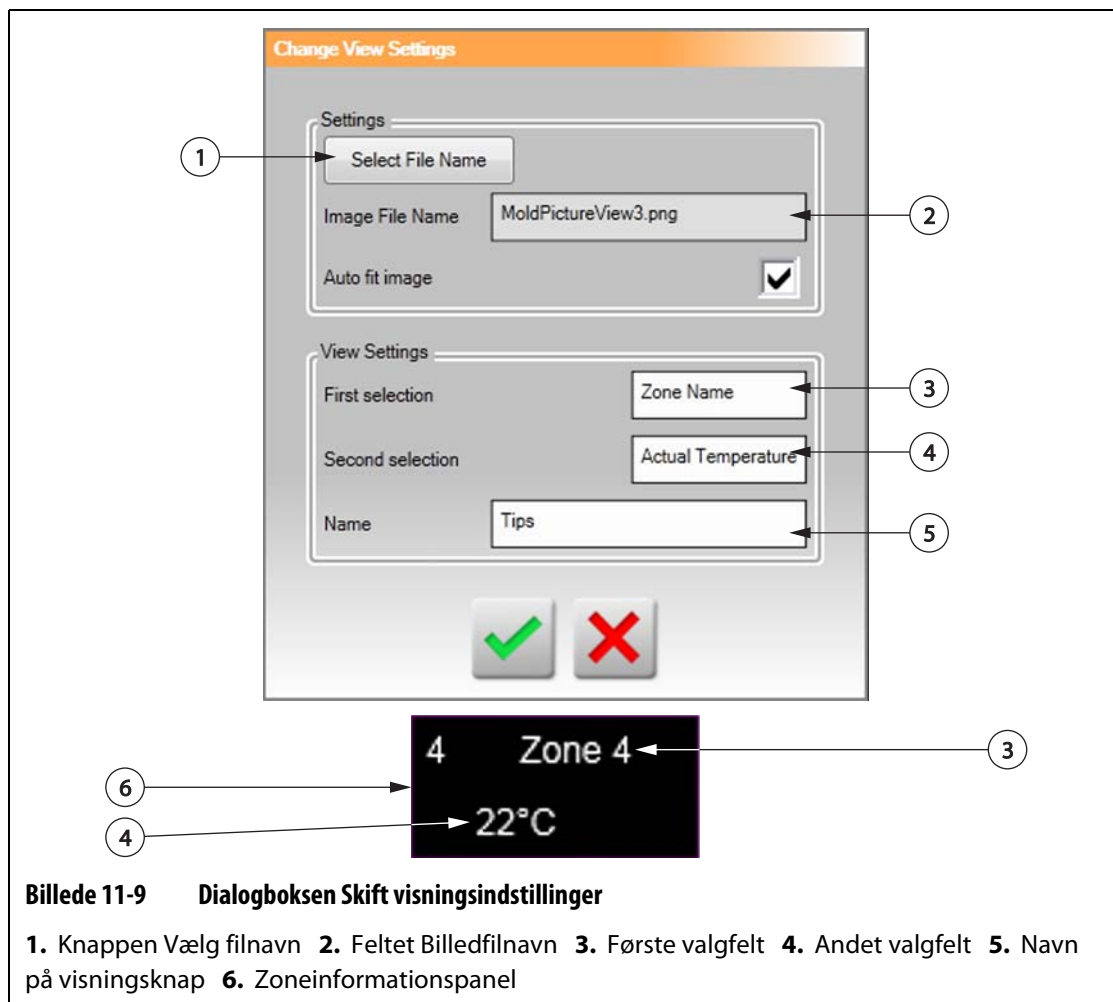 Change View Settings
Settings
1
Select File Name
Image File Name
MoldPictureView3.png
2
Auto fit image
View Settings
First selection
Zone Name
3
Second selection
Actual Temperature
4
Name
Tips
5
4 Zone 4
3
6
22°C
4
Billede 11-9 Dialogboksen Skift visningsindstillinger
1. Knappen Vælg filnavn 2. Feltet Billedfilnavn 3. Første valgfelt 4. Andet valgfelt 5. Navn
på visningsknap 6. Zoneinformationspanel